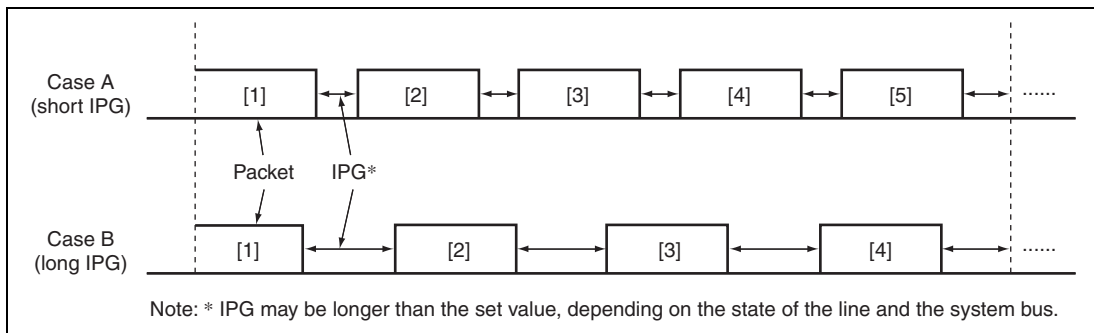 Case A
(short IPG)
[1] [2] [3] [4] [5] ......
Packet IPG*
Case B
(long IPG)
[1] [2] [3] [4] ......
Note: * IPG may be longer than the set value, depending on the state of the line and the system bus.